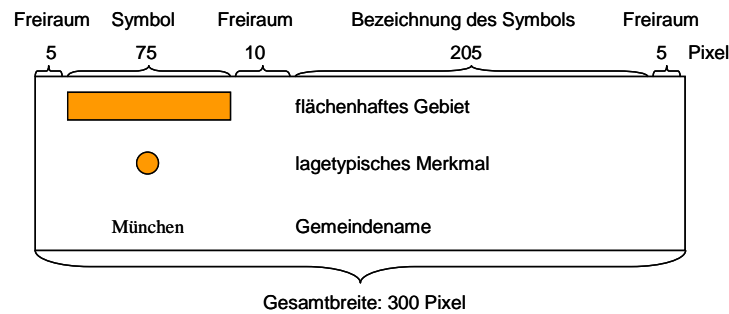 Freiraum Symbol Freiraum Bezeichnung des Symbols Freiraum
5 75 10 205 5 Pixel
flächenhaftes Gebiet
lagetypisches Merkmal
München Gemeindename
Gesamtbreite: 300 Pixel